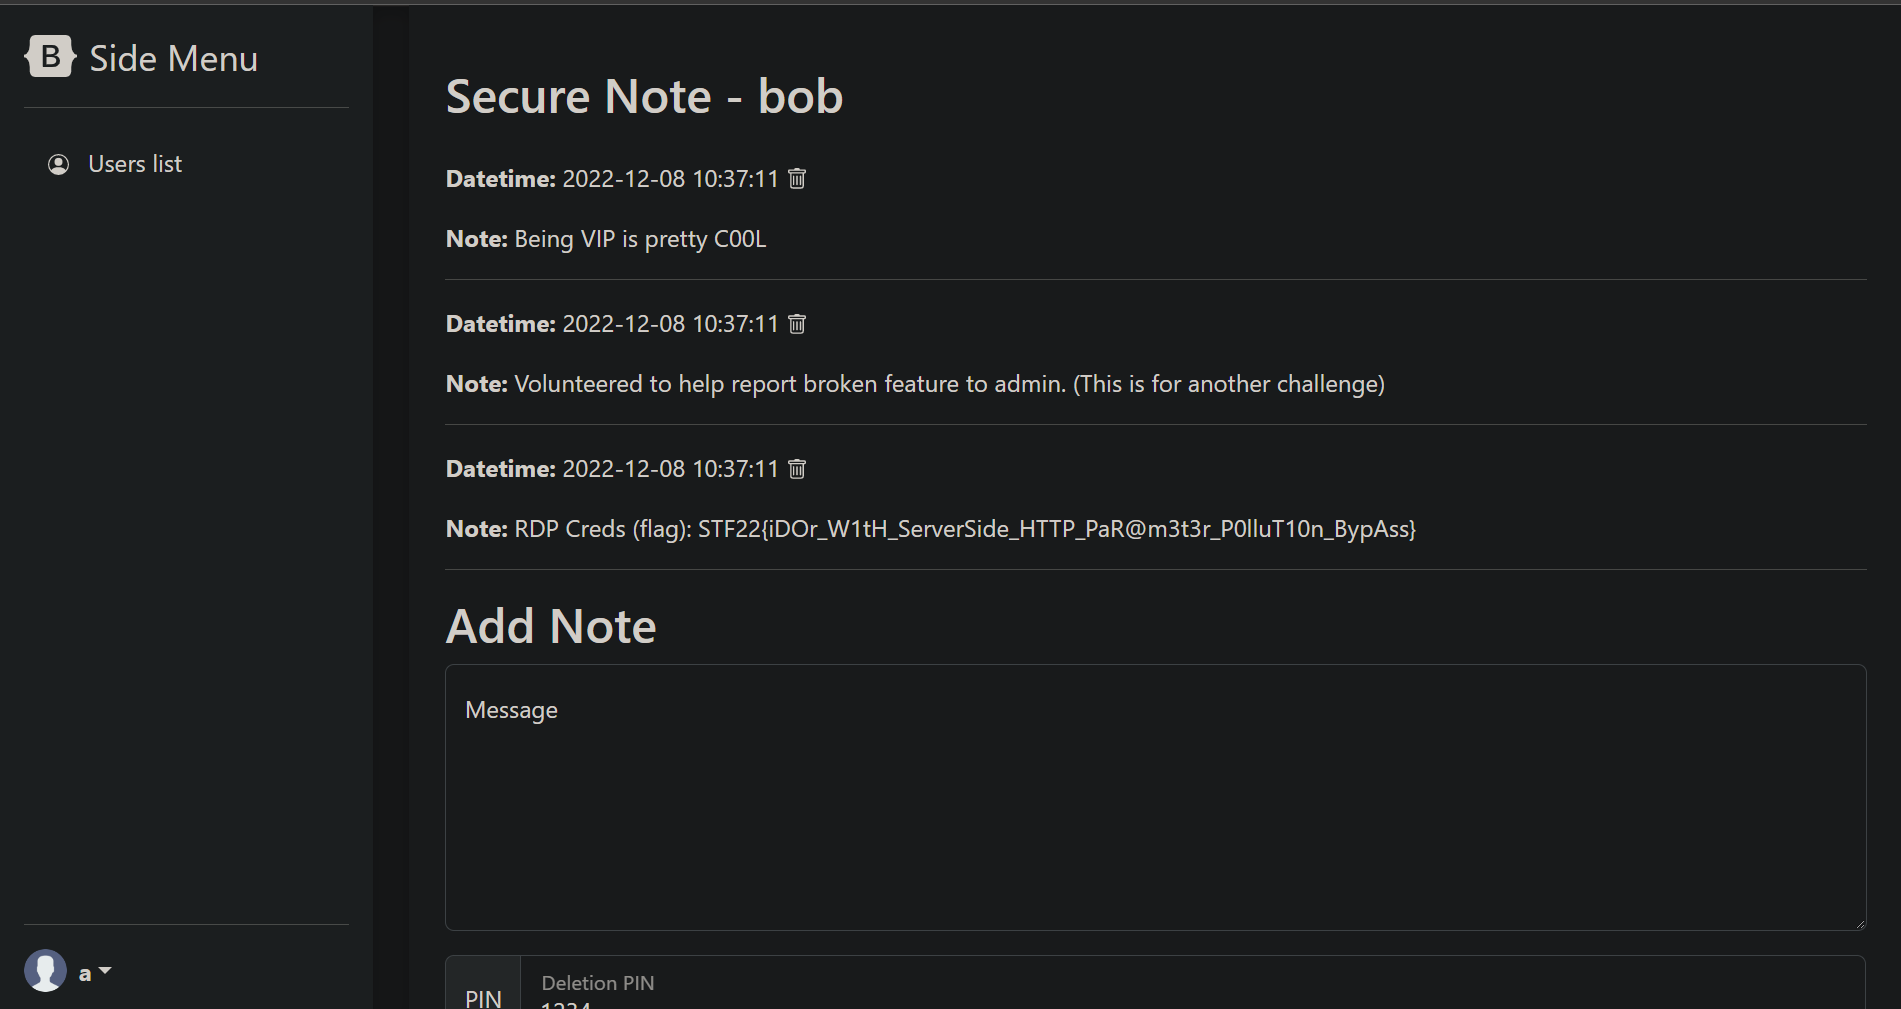 B Side Menu
Users list
Secure Note - bob
Datetime: 2022-12-08 10:37:11
Note: Being VIP is pretty C00L
Datetime: 2022-12-08 10:37:11
Note: Volunteered to help report broken feature to admin. (This is for another challenge)
Datetime: 2022-12-08 10:37:11
Note: RDP Creds (flag): STF22{iDOr_W1tH_ServerSide_HTTP_PaR@m3t3r_P0lluT10n_BypAss}
Add Note
Message
Deletion PIN
PIN 1234
a